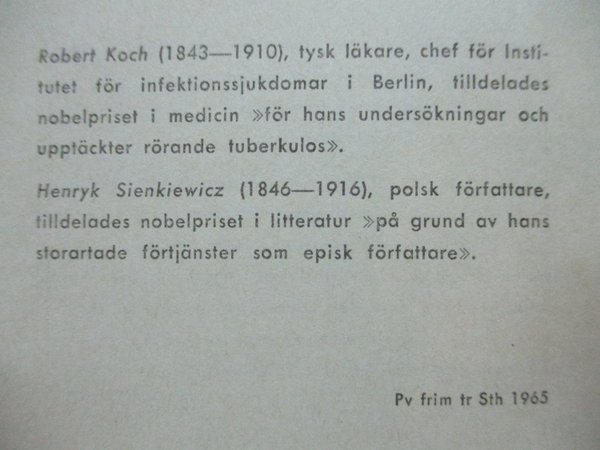 Robert Koch (1843—1910), tysk läkare, chef för Insti-
tutet för infektionssjukdomar i Berlin, tilldelades
nobelpriset i medicin »för hans undersökningar och
upptäckter rörande tuberkulos».
Henryk Sienkiewicz (1846—1916), polsk författare,
tilldelades nobelpriset i litteratur »på grund av hans
storartade förtjänster som episk författare».
Pv frim tr Sth 1965